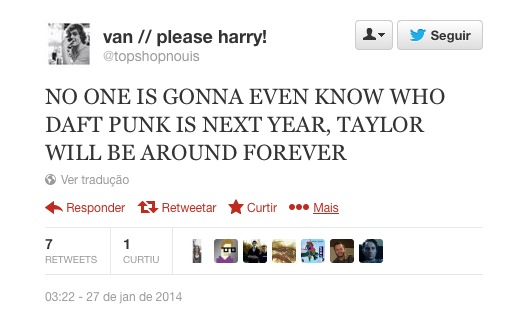 van // please harry!
@topshopnouis
Seguir
NO ONE IS GONNA EVEN KNOW WHO
DAFT PUNK IS NEXT YEAR, TAYLOR
WILL BE AROUND FOREVER
Ver tradução
Responder Retweetar Curtir Mais
7 1
RETWEETS CURTIU
03:22 - 27 de jan de 2014